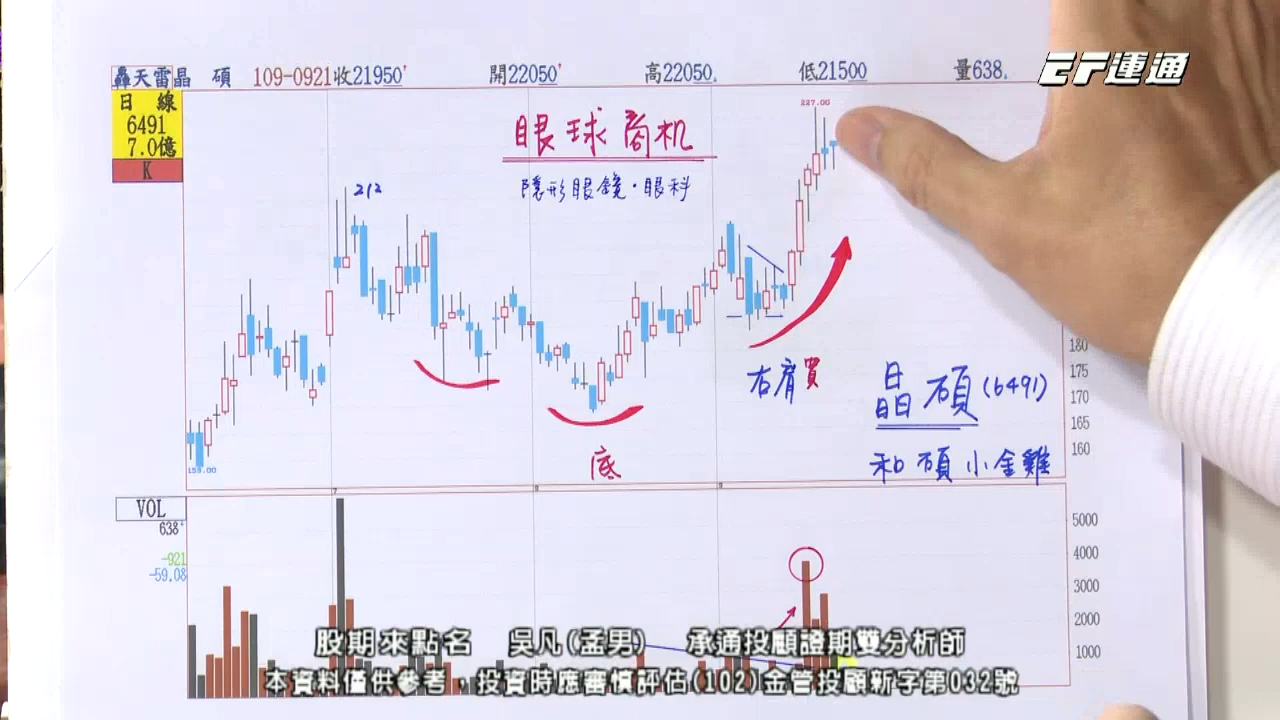 轟天雷晶 碩 109-0921收21950' 開22050' 高22050. 低21500 量638.
EF運通
日 線
6491
7.0億
K
227.00
眼球商机
隱形眼鏡·眼科
212
180
175
170
165
160
右肩買
晶碩(6491)
和碩小金雞
底
159.00
7
8
9
VOL
638
-921
-59.08
5000
4000
3000
2000
1000
股期來點名 吳凡(孟男) 承通投顧證期雙分析師
本資料僅供參考，投資時應審慎評估(102)金管投顧新字第032號